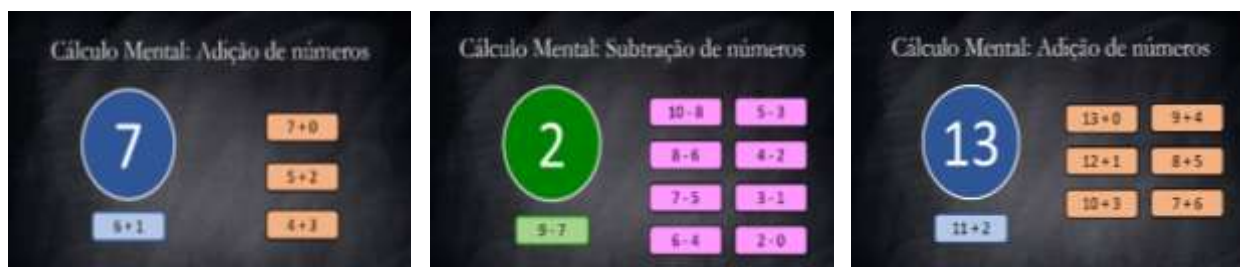 Cálculo Mental: Adição de números
7
7 + 0
5 + 2
4 + 3
6 + 1
Cálculo Mental: Subtração de números
2
10 - 8 5 - 3
8 - 6 4 - 2
7 - 5 3 - 1
6 - 4 2 - 0
9 - 7
Cálculo Mental: Adição de números
13
13 + 0 9 + 4
12 + 1 8 + 5
10 + 3 7 + 6
11 + 2